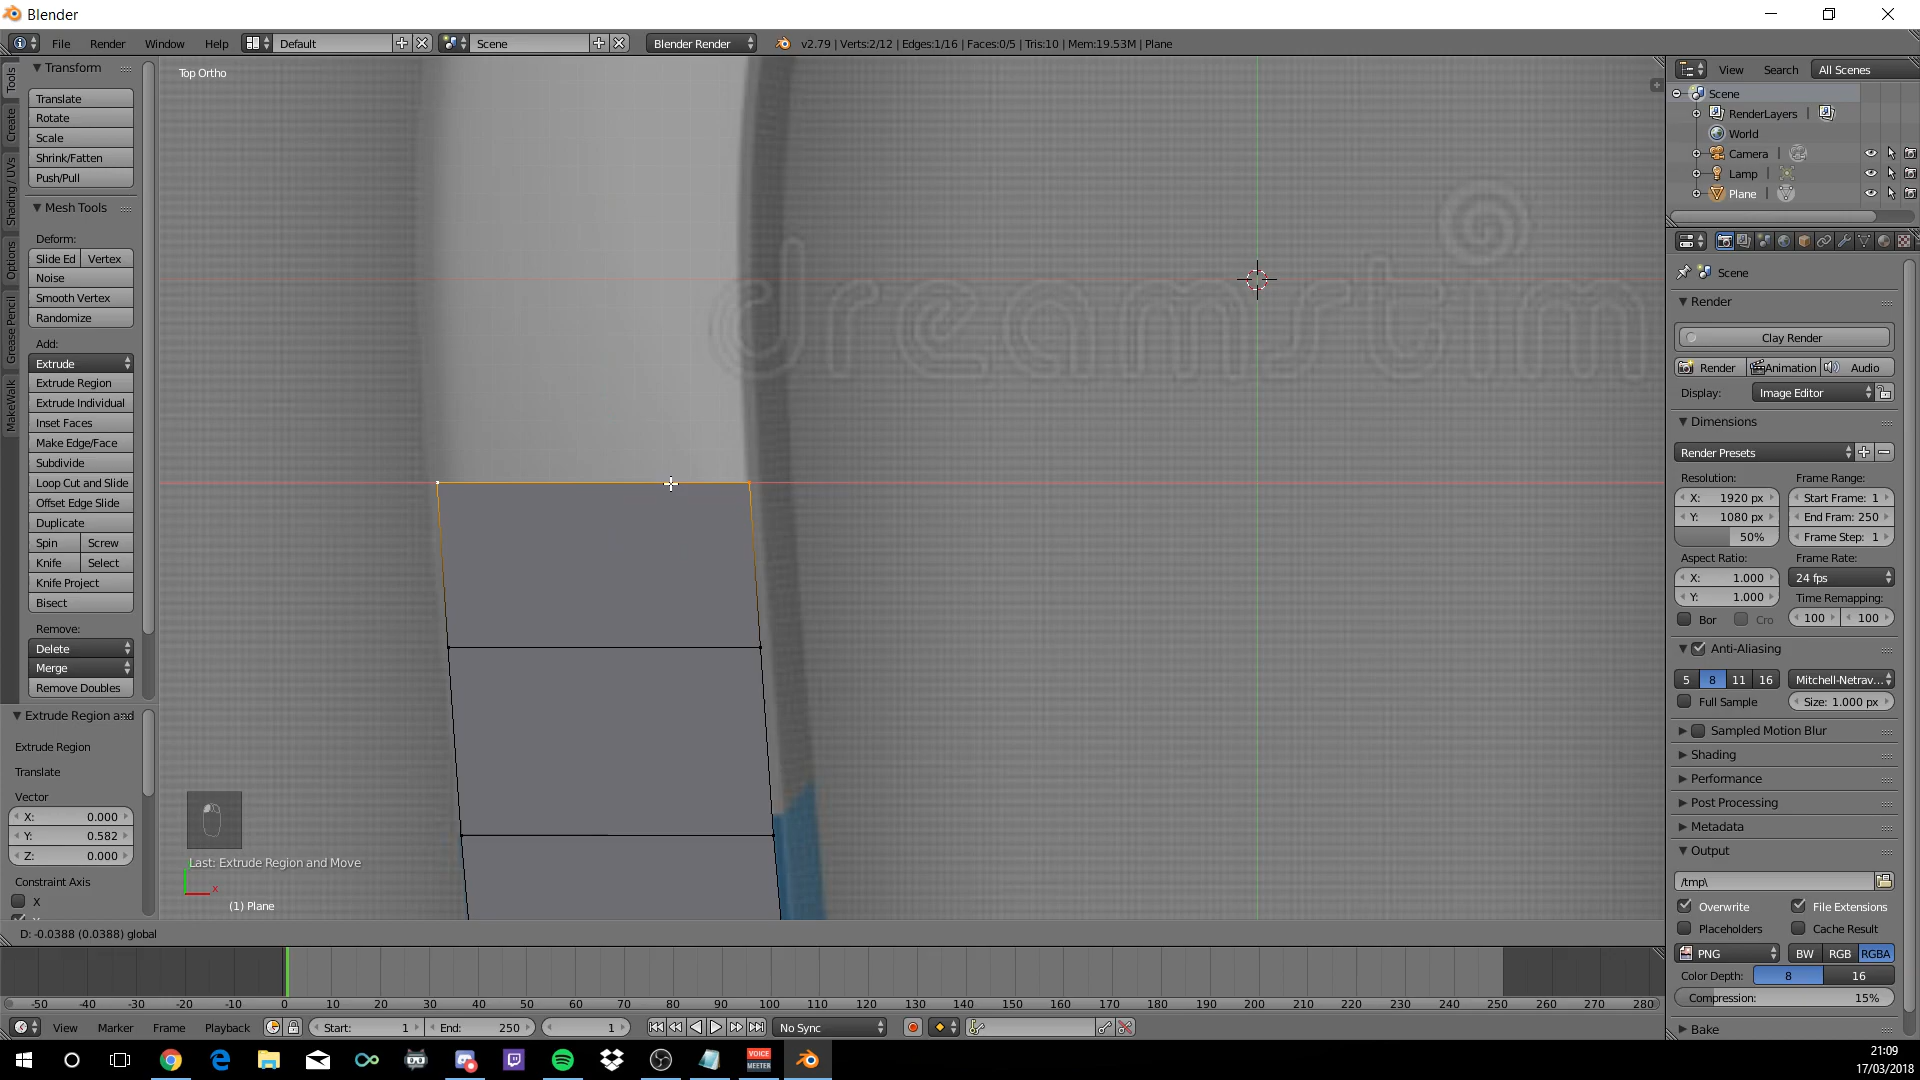 Blender
File Render Window Help Default Scene Blender Render v2.79 | Verts:2/12 | Edges:1/16 | Faces:0/5 | Tris:10 | Mem:19.53M | Plane
Tools
Create
Shading / UVs
Options
Grease Pencil
MakeWalk
Transform
Translate
Rotate
Scale
Shrink/Fatten
Push/Pull
Mesh Tools
Deform:
Slide Ed Vertex
Noise
Smooth Vertex
Randomize
Add:
Extrude
Extrude Region
Extrude Individual
Inset Faces
Make Edge/Face
Subdivide
Loop Cut and Slide
Offset Edge Slide
Duplicate
Spin Screw
Knife Select
Knife Project
Bisect
Remove:
Delete
Merge
Remove Doubles
Extrude Region and
Extrude Region
Translate
Vector
X: 0.000
Y: 0.582
Z: 0.000
Constraint Axis
X
Top Ortho
dreamstim
Last: Extrude Region and Move
x
(1) Plane
D: -0.0388 (0.0388) global
View Search All Scenes
Scene
RenderLayers |
World
Camera |
Lamp |
Plane |
Scene
Render
Clay Render
Render Animation Audio
Display: Image Editor
Dimensions
Render Presets
Resolution: Frame Range:
X: 1920 px Start Frame: 1
Y: 1080 px End Fram: 250
50% Frame Step: 1
Aspect Ratio: Frame Rate:
X: 1.000 24 fps
Y: 1.000 Time Remapping:
Bor Cro 100 100
Anti-Aliasing
5 8 11 16 Mitchell-Netrav...
Full Sample Size: 1.000 px
Sampled Motion Blur
Shading
Performance
Post Processing
Metadata
Output
/tmp\
Overwrite File Extensions
Placeholders Cache Result
PNG BW RGB RGBA
Color Depth: 8 16
Compression: 15%
Bake
-50 -40 -30 -20 -10 0 10 20 30 40 50 60 70 80 90 100 110 120 130 140 150 160 170 180 190 200 210 220 230 240 250 260 270 280
View Marker Frame Playback Start: 1 End: 250 1 No Sync
VOICE
MEETER
21:09
17/03/2018